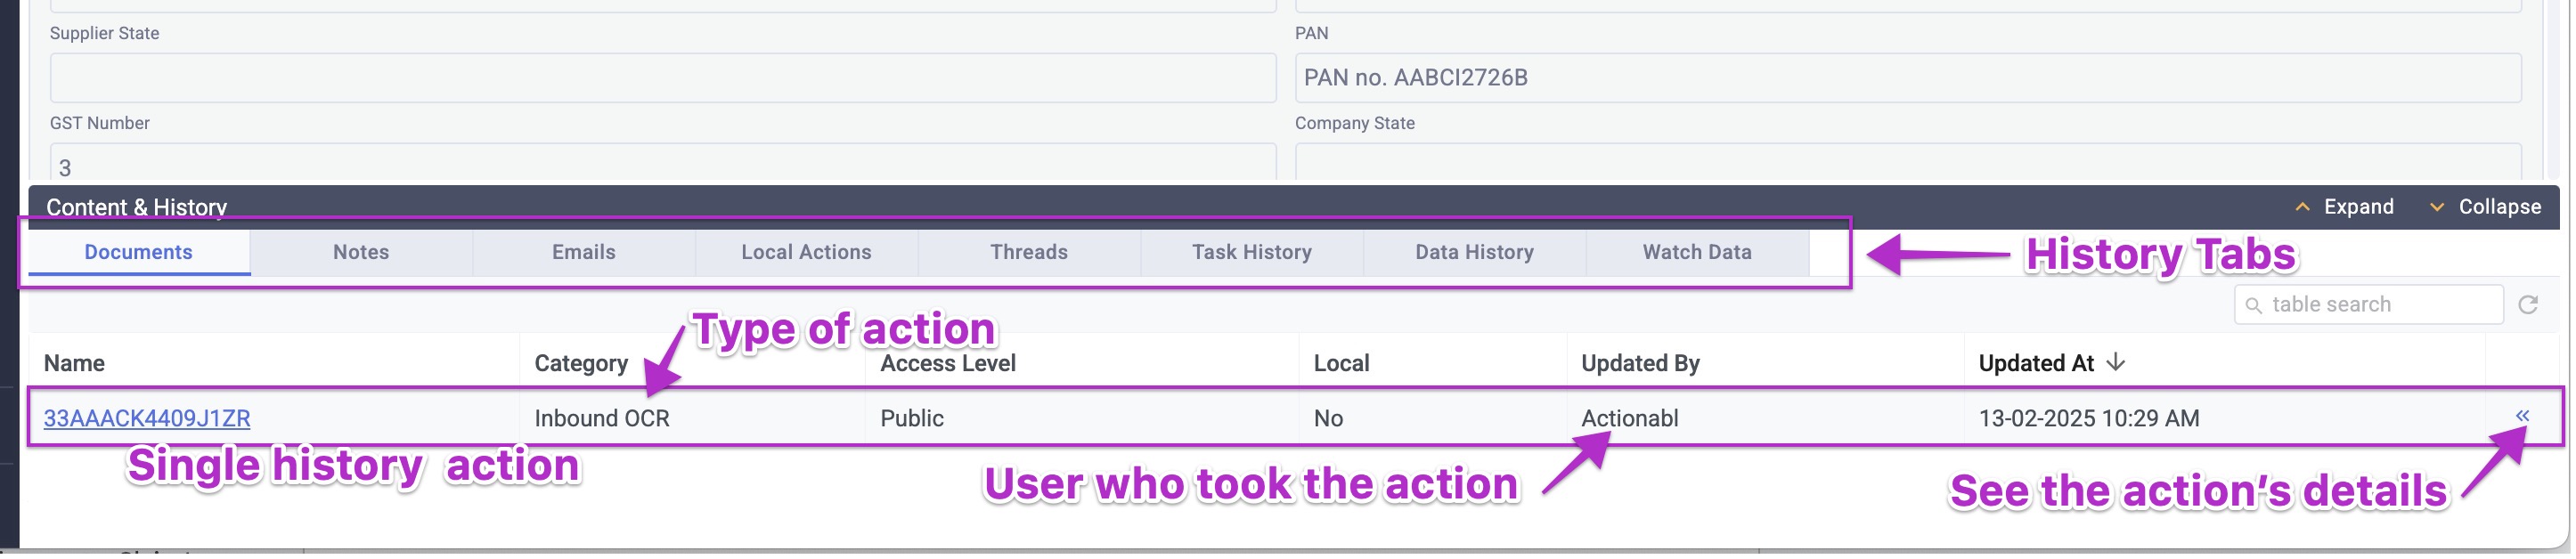 Supplier State
PAN
PAN no. AABCI2726B
GST Number
Company State
3
Content & History
Expand
Collapse
Documents
Notes
Emails
Local Actions
Threads
Task History
Data History
Watch Data
History Tabs
table search
Type of action
Name
Category
Access Level
Local
Updated By
Updated At
33AAACK4409J1ZR
Inbound OCR
Public
No
Actionabl
13-02-2025 10:29 AM
Single history action
User who took the action
See the action's details